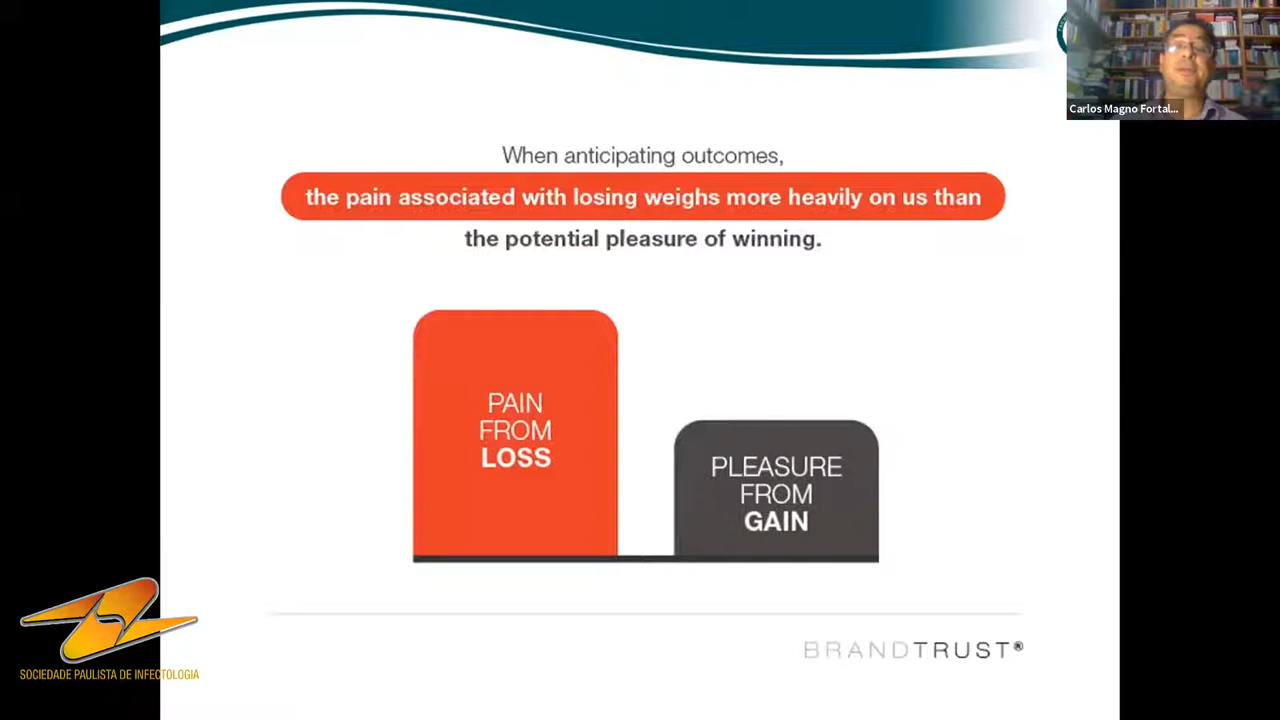 Carlos Magno Fortal...
When anticipating outcomes,
the pain associated with losing weighs more heavily on us than
the potential pleasure of winning.
PAIN
FROM
LOSS
PLEASURE
FROM
GAIN
BRANDTRUST®
SOCIEDADE PAULISTA DE INFECTOLOGIA